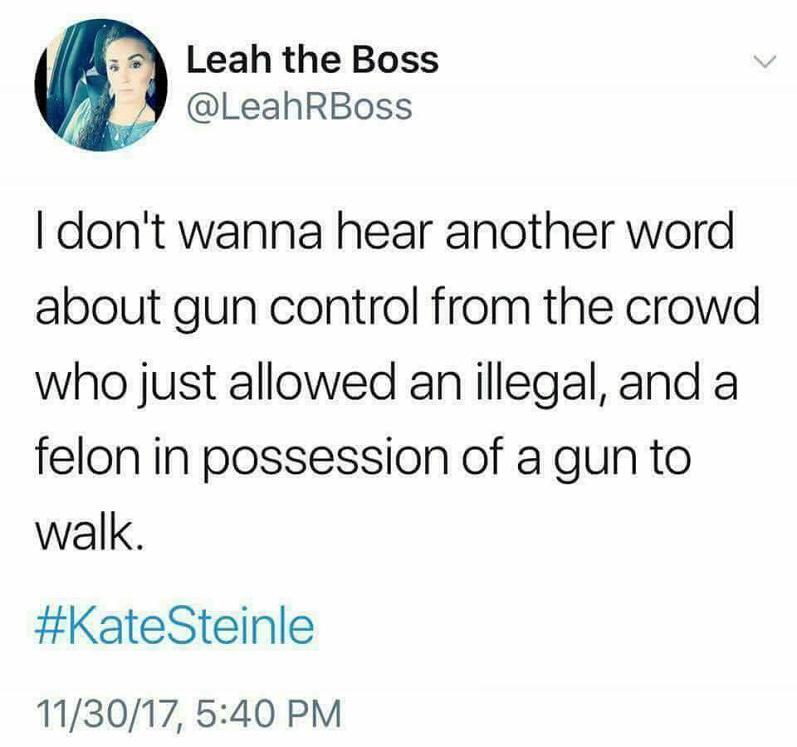 Leah the Boss
@LeahRBoss
I don't wanna hear another word
about gun control from the crowd
who just allowed an illegal, and a
felon in possession of a gun to
walk.
#KateSteinle
11/30/17, 5:40 PM